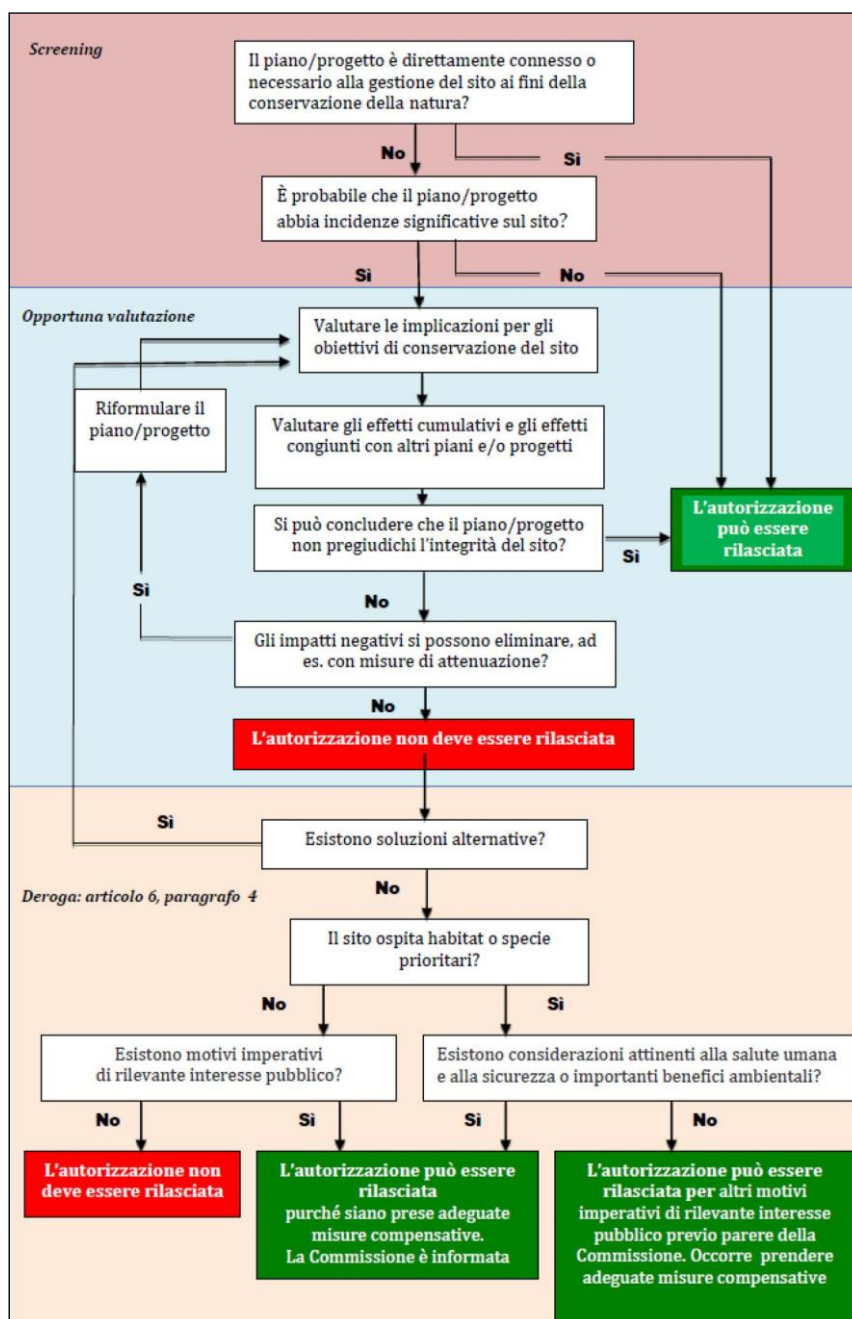 Screening
Il piano/progetto è direttamente connesso o
necessario alla gestione del sito ai fini della
conservazione della natura?
No
Sì
È probabile che il piano/progetto
abbia incidenze significative sul sito?
Sì
No
Opportuna valutazione
Valutare le implicazioni per gli
obiettivi di conservazione del sito
Riformulare il
piano/progetto
Valutare gli effetti cumulativi e gli effetti
congiunti con altri piani e/o progetti
L'autorizzazione
può essere
rilasciata
Si può concludere che il piano/progetto
non pregiudichi l'integrità del sito?
Sì
Sì
No
Gli impatti negativi si possono eliminare, ad
es. con misure di attenuazione?
No
L'autorizzazione non deve essere rilasciata
Sì
Esistono soluzioni alternative?
No
Deroga: articolo 6, paragrafo 4
Il sito ospita habitat o specie
prioritari?
No
Sì
Esistono motivi imperativi
di rilevante interesse pubblico?
Esistono considerazioni attinenti alla salute umana
e alla sicurezza o importanti benefici ambientali?
No
Sì
Sì
No
L'autorizzazione non
deve essere rilasciata
L'autorizzazione può essere
rilasciata
purché siano prese adeguate
misure compensative.
La Commissione è informata
L'autorizzazione può essere
rilasciata per altri motivi
imperativi di rilevante interesse
pubblico previo parere della
Commissione. Occorre prendere
adeguate misure compensative